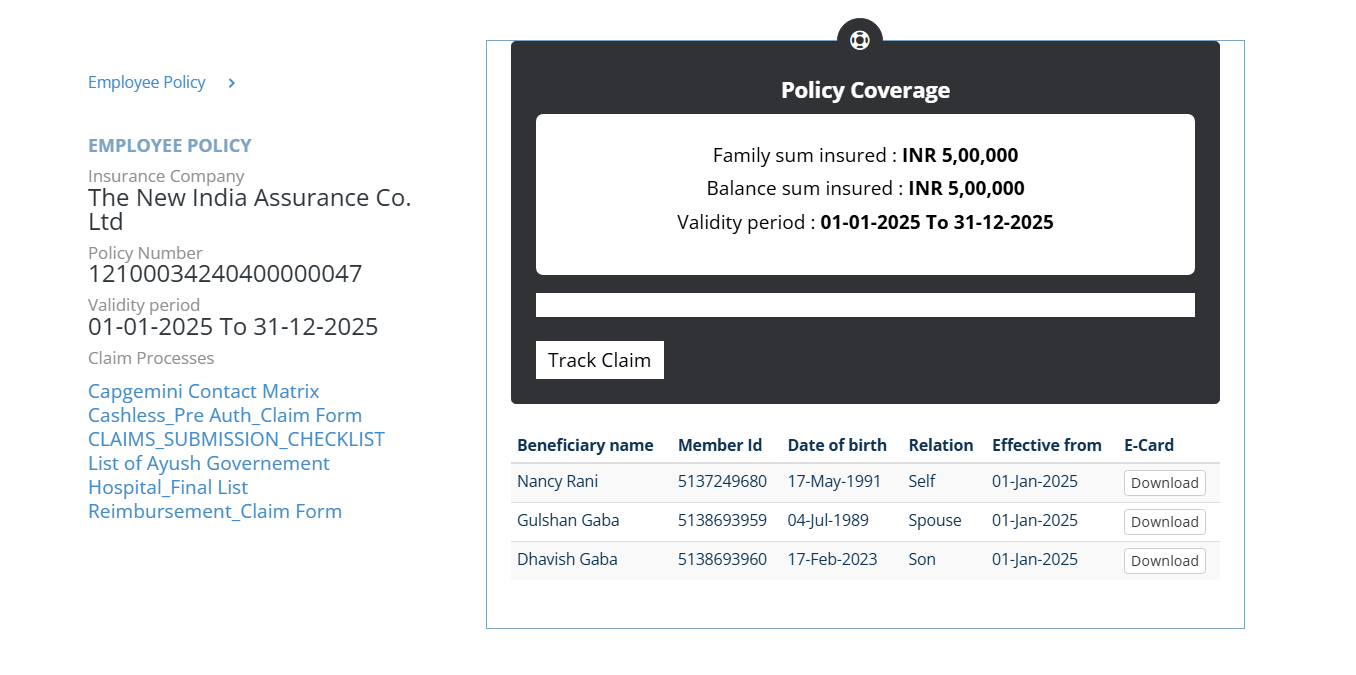 Employee Policy
EMPLOYEE POLICY
Insurance Company
The New India Assurance Co.
Ltd
Policy Number
12100034240400000047
Validity period
01-01-2025 To 31-12-2025
Claim Processes
Capgemini Contact Matrix
Cashless_Pre Auth_Claim Form
CLAIMS_SUBMISSION_CHECKLIST
List of Ayush Governement
Hospital_Final List
Reimbursement_Claim Form
Policy Coverage
Family sum insured : INR 5,00,000
Balance sum insured : INR 5,00,000
Validity period : 01-01-2025 To 31-12-2025
Track Claim
Beneficiary name Member Id Date of birth Relation Effective from E-Card
Nancy Rani 5137249680 17-May-1991 Self 01-Jan-2025 Download
Gulshan Gaba 5138693959 04-Jul-1989 Spouse 01-Jan-2025 Download
Dhavish Gaba 5138693960 17-Feb-2023 Son 01-Jan-2025 Download